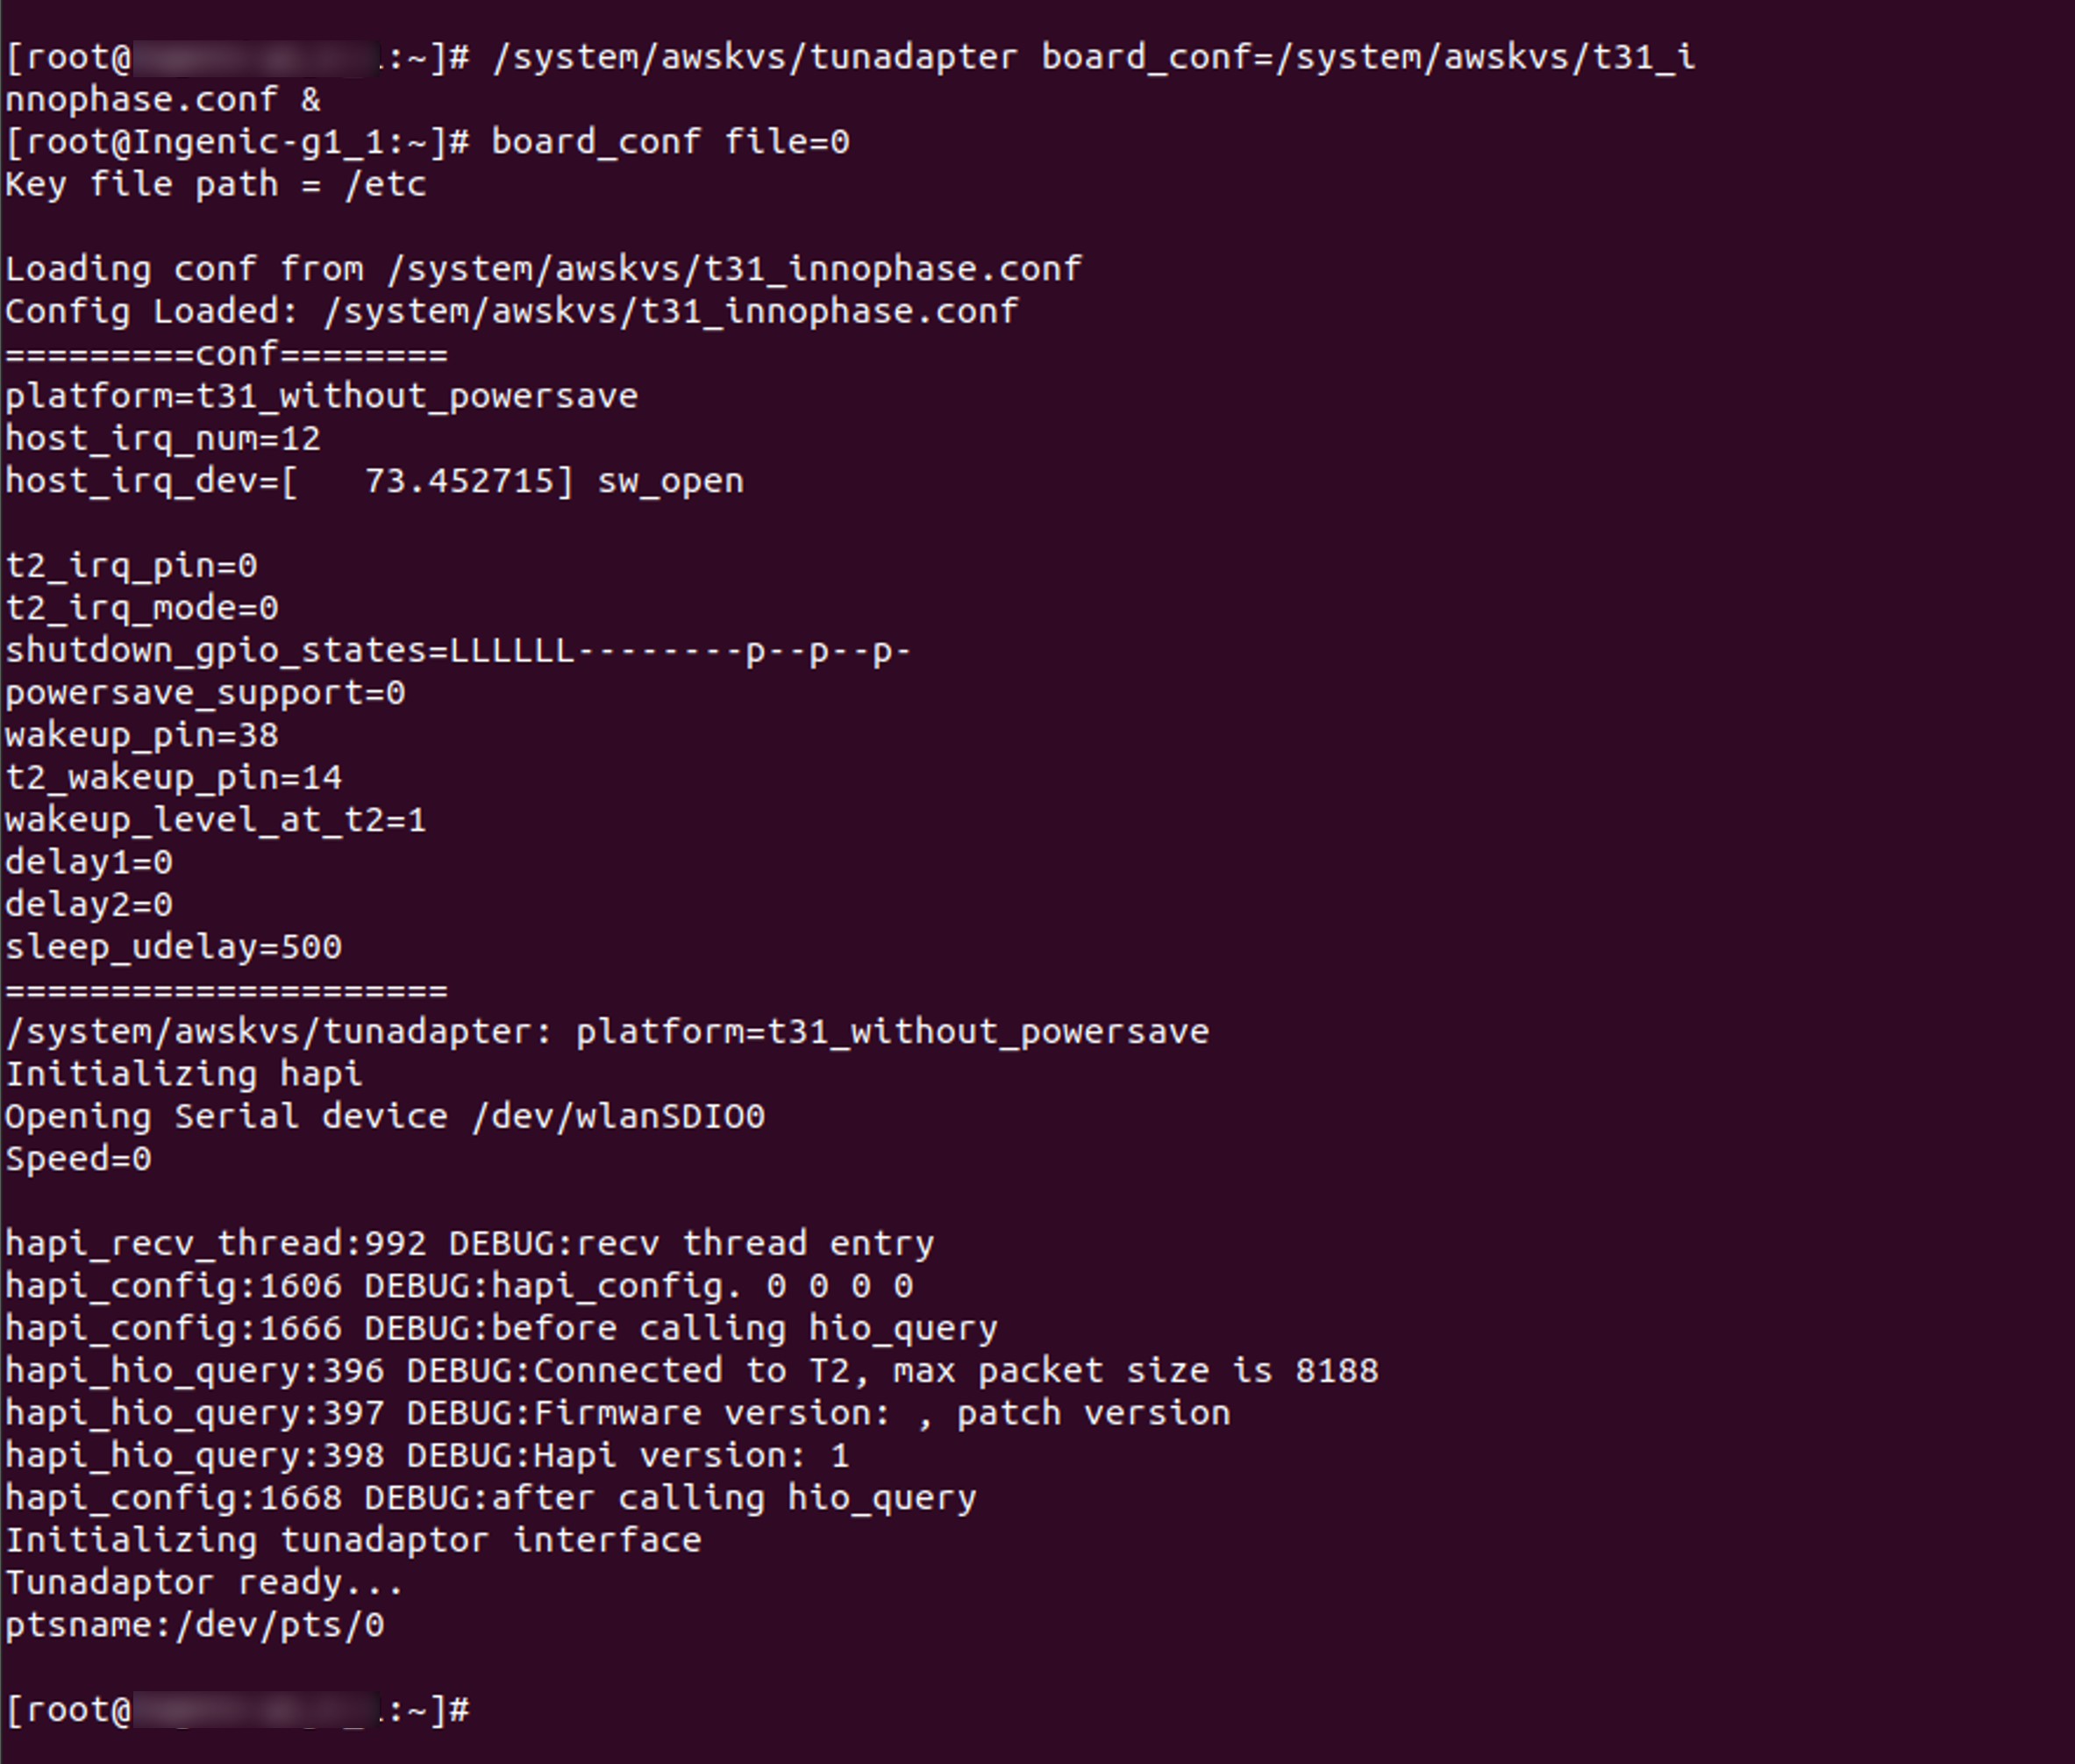 [root@ :~]# /system/awskvs/tunadapter board_conf=/system/awskvs/t31_i
nnophase.conf &
[root@Ingenic-g1_1:~]# board_conf file=0
Key file path = /etc
Loading conf from /system/awskvs/t31_innophase.conf
Config Loaded: /system/awskvs/t31_innophase.conf
=========conf========
platform=t31_without_powersave
host_irq_num=12
host_irq_dev=[   73.452715] sw_open
t2_irq_pin=0
t2_irq_mode=0
shutdown_gpio_states=LLLLLL--------p--p--p-
powersave_support=0
wakeup_pin=38
t2_wakeup_pin=14
wakeup_level_at_t2=1
delay1=0
delay2=0
sleep_udelay=500
=====================
/system/awskvs/tunadapter: platform=t31_without_powersave
Initializing hapi
Opening Serial device /dev/wlanSDIO0
Speed=0
hapi_recv_thread:992 DEBUG:recv thread entry
hapi_config:1606 DEBUG:hapi_config. 0 0 0 0
hapi_config:1666 DEBUG:before calling hio_query
hapi_hio_query:396 DEBUG:Connected to T2, max packet size is 8188
hapi_hio_query:397 DEBUG:Firmware version: , patch version
hapi_hio_query:398 DEBUG:Hapi version: 1
hapi_config:1668 DEBUG:after calling hio_query
Initializing tunadaptor interface
Tunadaptor ready...
ptsname:/dev/pts/0
[root@ :~]#